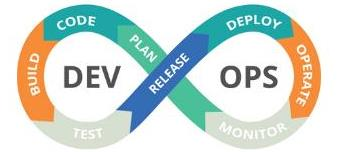 CODE
DEPLOY
PLAN
BUILD
DEV
RELEASE
OPS
OPERATE
TEST
MONITOR